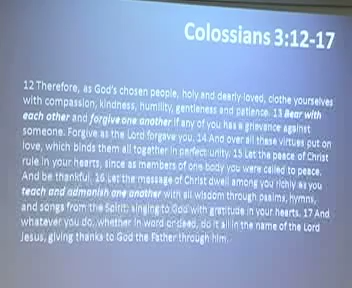 Colossians 3:12-17
12 Therefore, as God's chosen people, holy and dearly loved, clothe yourselves
with compassion, kindness, humility, gentleness and patience. 13 Bear with
each other and forgive one another if any of you has a grievance against
someone. Forgive as the Lord forgave you. 14 And over all these virtues put on
love, which binds them all together in perfect unity. 15 Let the peace of Christ
rule in your hearts, since as members of one body you were called to peace.
And be thankful. 16 Let the message of Christ dwell among you richly as you
teach and admonish one another with all wisdom through psalms, hymns,
and songs from the Spirit, singing to God with gratitude in your hearts. 17 And
whatever you do, whether in word or deed, do it all in the name of the Lord
Jesus, giving thanks to God the Father through him.